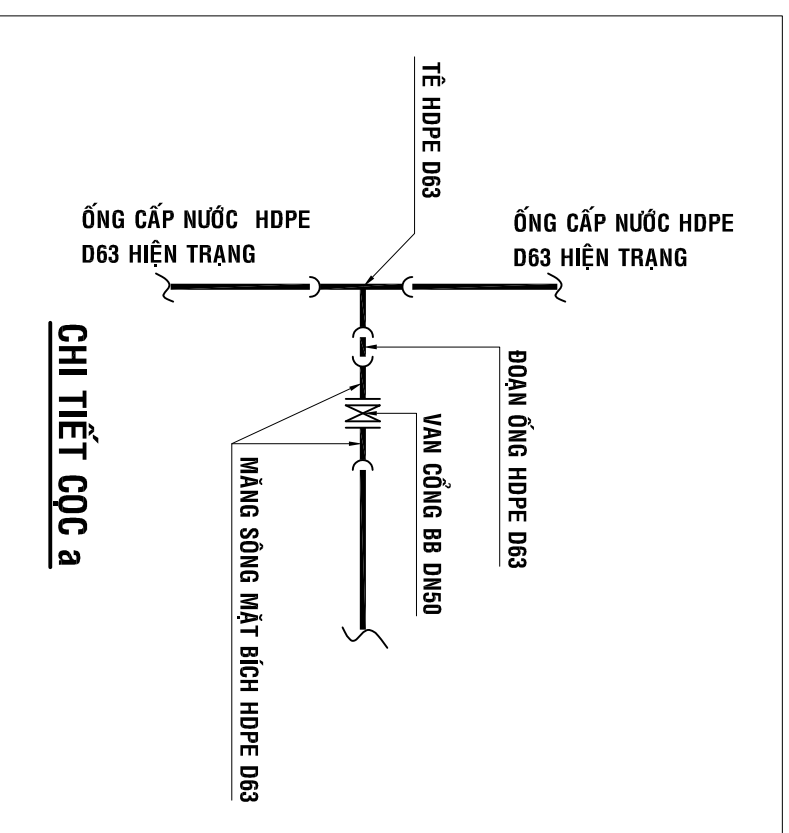 TÊ HDPE D63
ỐNG CẤP NƯỚC HDPE
D63 HIỆN TRẠNG
ỐNG CẤP NƯỚC HDPE
D63 HIỆN TRẠNG
ĐOẠN ỐNG HDPE D63
VAN CỔNG BB DN50
MĂNG SÔNG MẶT BÍCH HDPE D63
CHI TIẾT CỌC a